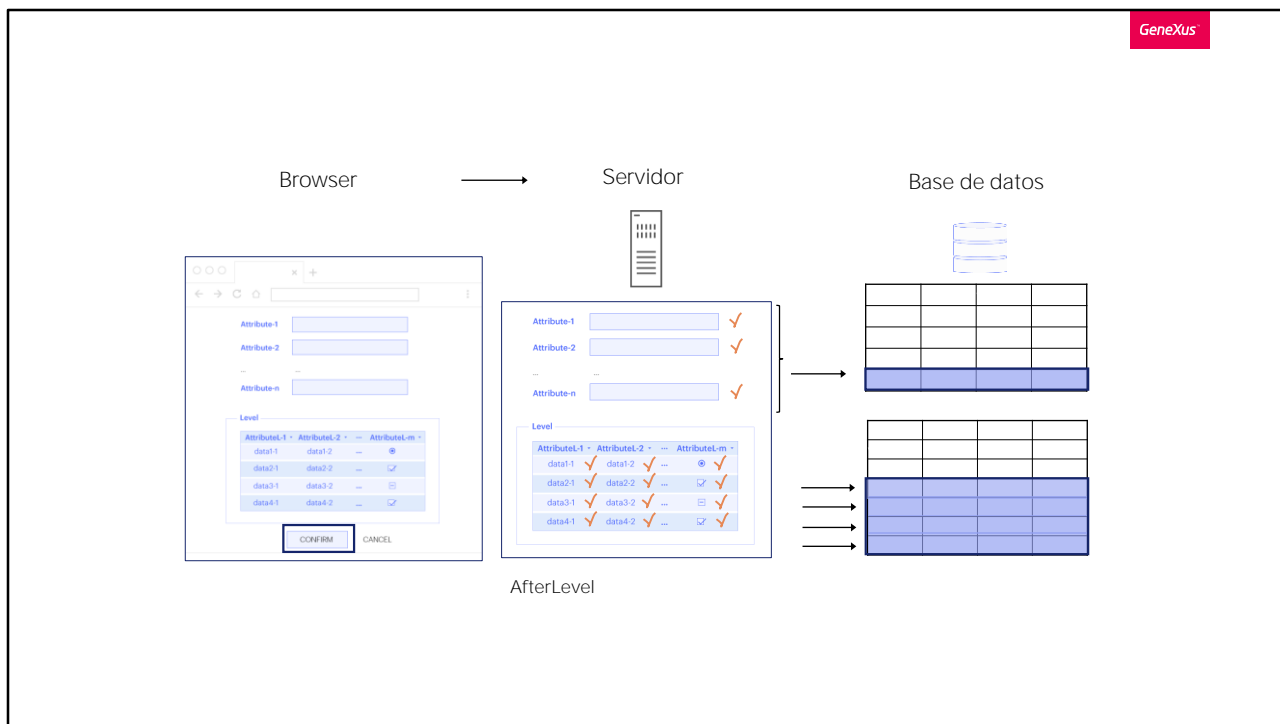 GeneXus™
Browser
Servidor
Base de datos
Attribute-1
Attribute-2
... ...
Attribute-n
Level
AttributeL-1 AttributeL-2 ... AttributeL-m
data1-1 data1-2 ...
data2-1 data2-2 ...
data3-1 data3-2 ...
data4-1 data4-2 ...
CONFIRM CANCEL
Attribute-1
Attribute-2
... ...
Attribute-n
Level
AttributeL-1 AttributeL-2 ... AttributeL-m
data1-1 data1-2 ...
data2-1 data2-2 ...
data3-1 data3-2 ...
data4-1 data4-2 ...
AfterLevel